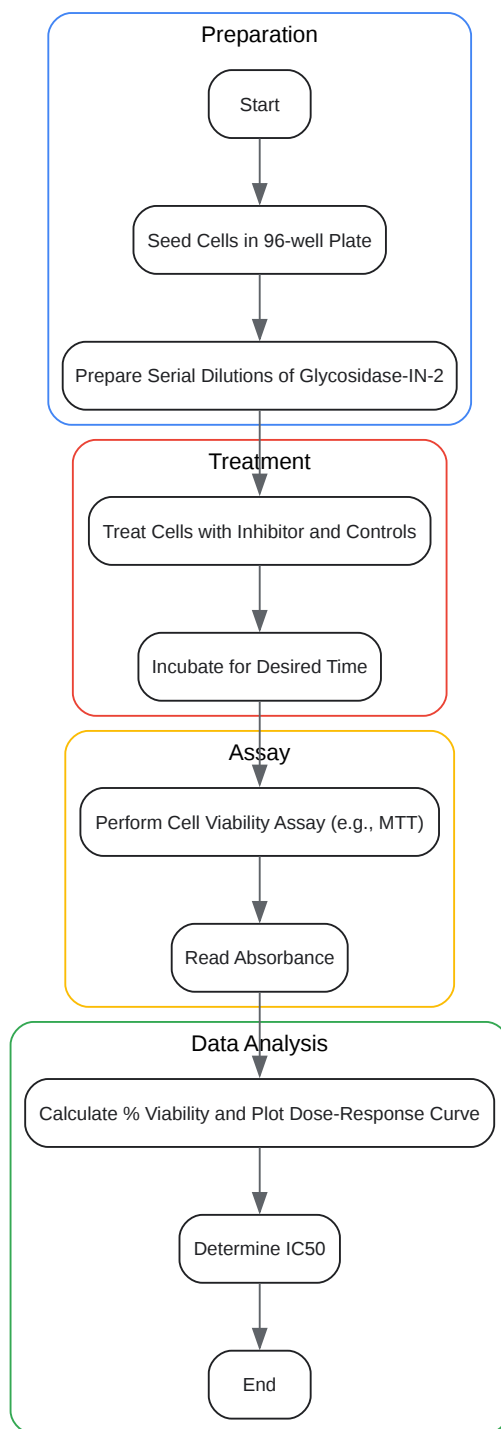 Preparation
Start
Seed Cells in 96-well Plate
Prepare Serial Dilutions of Glycosidase-IN-2
Treatment
Treat Cells with Inhibitor and Controls
Incubate for Desired Time
Assay
Perform Cell Viability Assay (e.g., MTT)
Read Absorbance
Data Analysis
Calculate % Viability and Plot Dose-Response Curve
Determine IC50
End